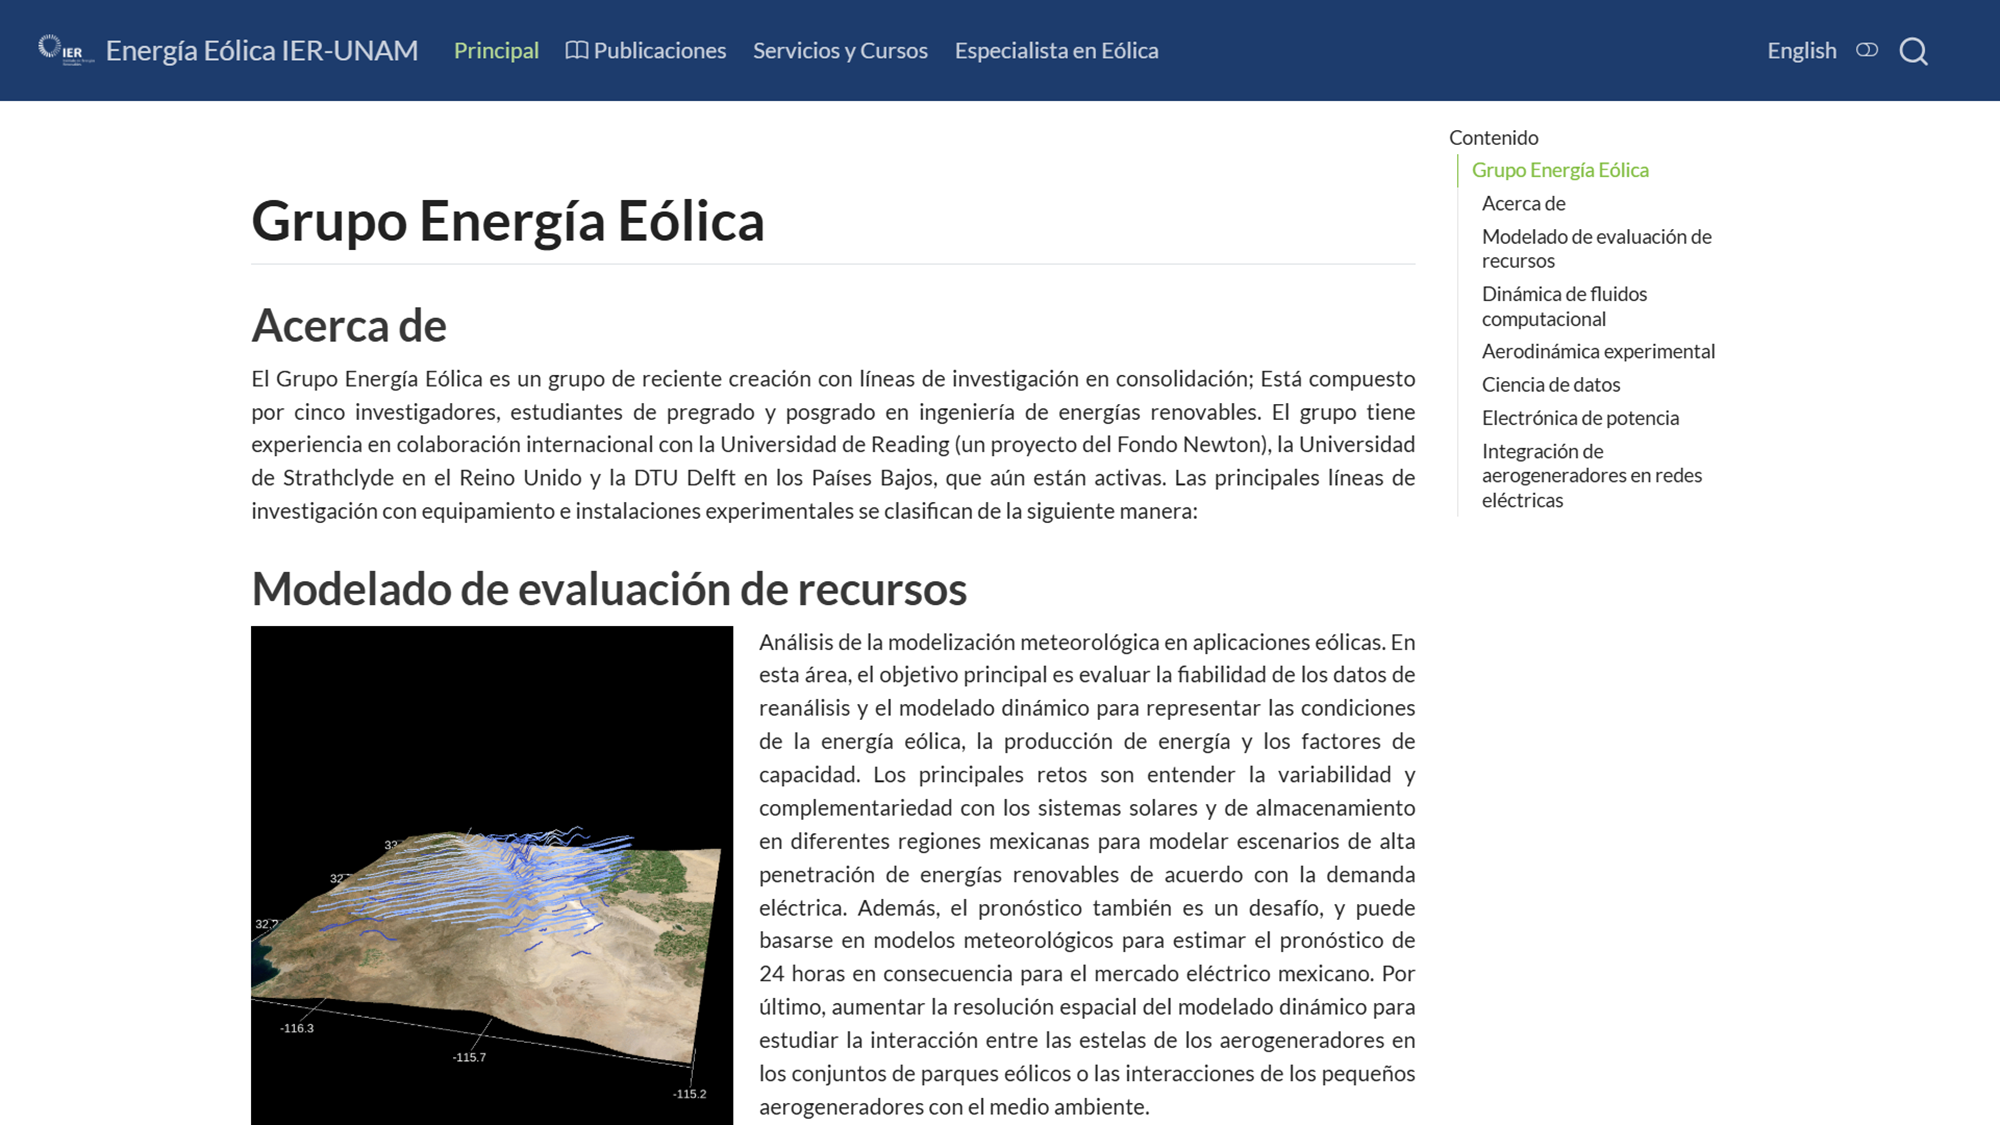 IER
Energía Eólica IER-UNAM
Principal
Publicaciones
Servicios y Cursos
Especialista en Eólica
English
Contenido
Grupo Energía Eólica
Acerca de
Modelado de evaluación de
recursos
Dinámica de fluidos
computacional
Aerodinámica experimental
Ciencia de datos
Electrónica de potencia
Integración de
aerogeneradores en redes
eléctricas
Grupo Energía Eólica
Acerca de
El Grupo Energía Eólica es un grupo de reciente creación con líneas de investigación en consolidación; Está compuesto
por cinco investigadores, estudiantes de pregrado y posgrado en ingeniería de energías renovables. El grupo tiene
experiencia en colaboración internacional con la Universidad de Reading (un proyecto del Fondo Newton), la Universidad
de Strathclyde en el Reino Unido y la DTU Delft en los Países Bajos, que aún están activas. Las principales líneas de
investigación con equipamiento e instalaciones experimentales se clasifican de la siguiente manera:
Modelado de evaluación de recursos
32.7
-116.3
-115.7
-115.2
Análisis de la modelización meteorológica en aplicaciones eólicas. En
esta área, el objetivo principal es evaluar la fiabilidad de los datos de
reanálisis y el modelado dinámico para representar las condiciones
de la energía eólica, la producción de energía y los factores de
capacidad. Los principales retos son entender la variabilidad y
complementariedad con los sistemas solares y de almacenamiento
en diferentes regiones mexicanas para modelar escenarios de alta
penetración de energías renovables de acuerdo con la demanda
eléctrica. Además, el pronóstico también es un desafío, y puede
basarse en modelos meteorológicos para estimar el pronóstico de
24 horas en consecuencia para el mercado eléctrico mexicano. Por
último, aumentar la resolución espacial del modelado dinámico para
estudiar la interacción entre las estelas de los aerogeneradores en
los conjuntos de parques eólicos o las interacciones de los pequeños
aerogeneradores con el medio ambiente.